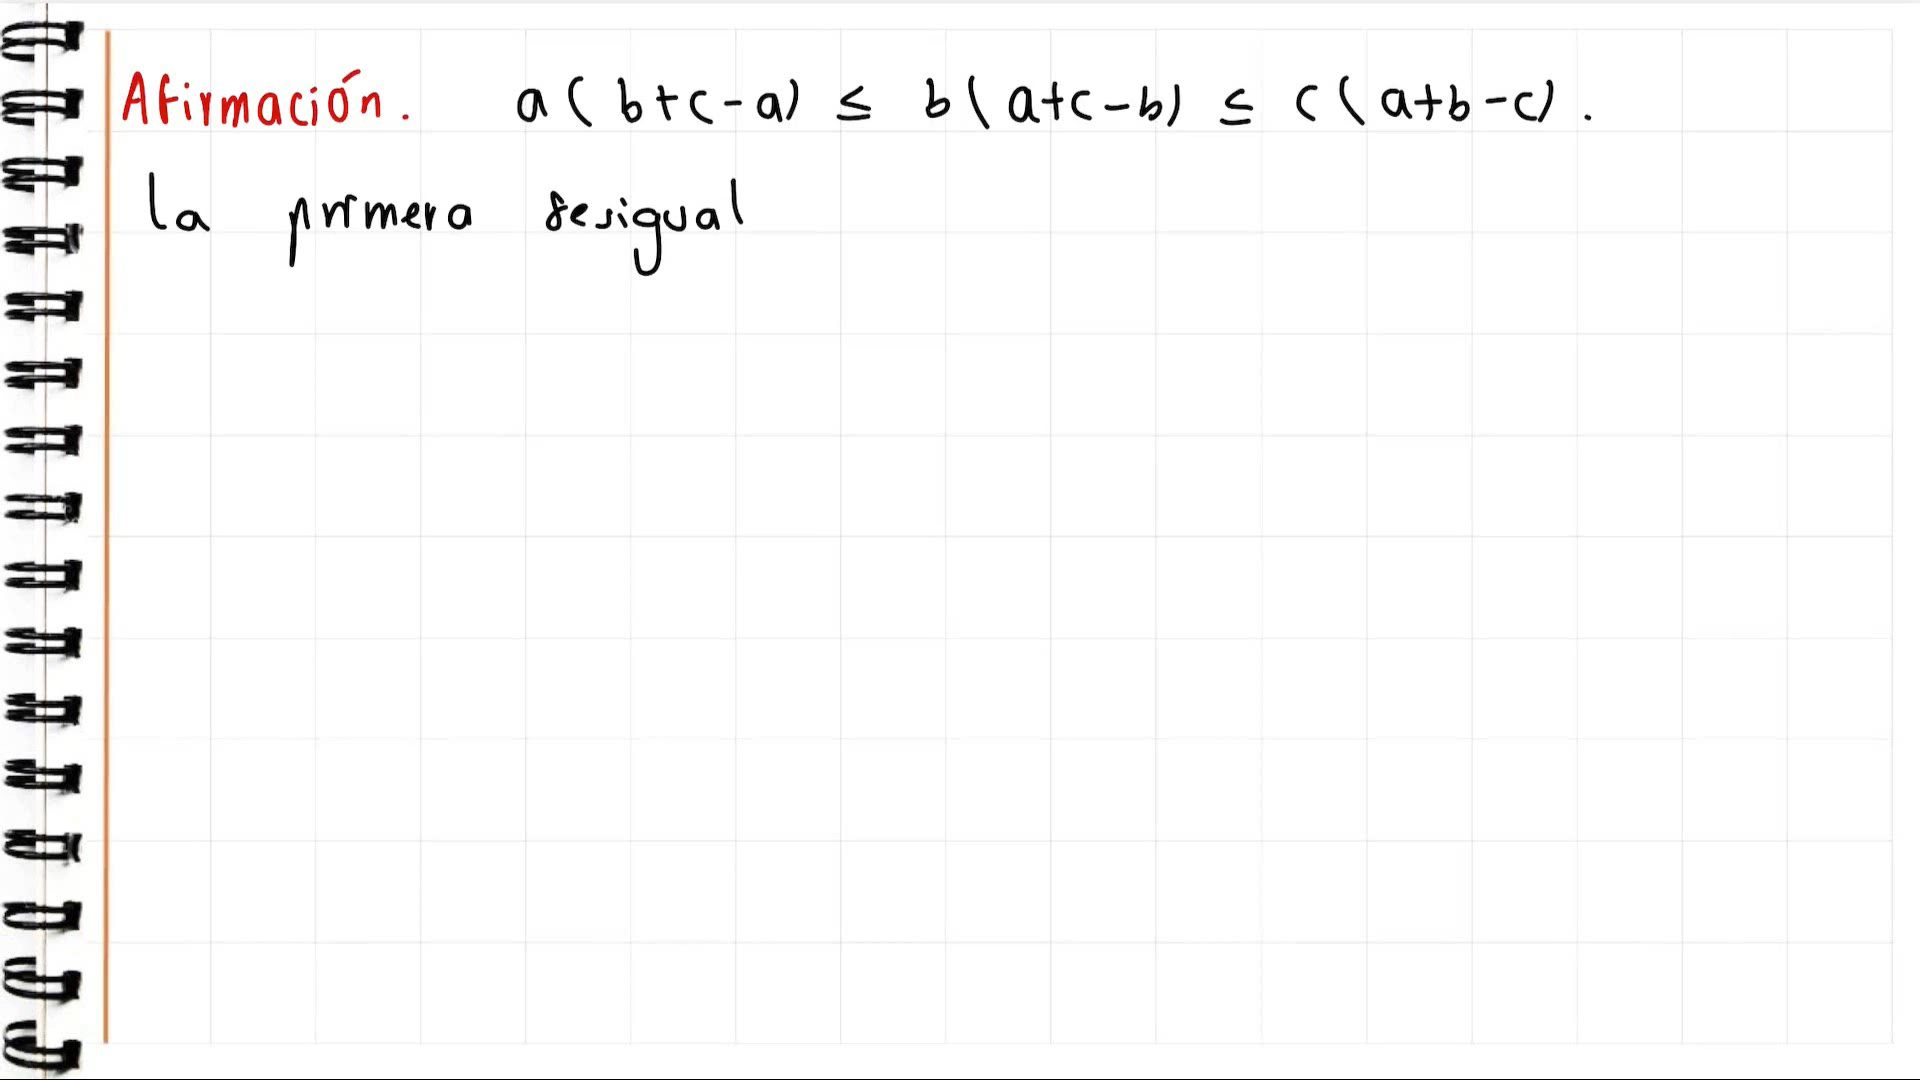 Afirmación. a(b+c-a) ≤ b(a+c-b) ≤ c(a+b-c).
la primera desigual